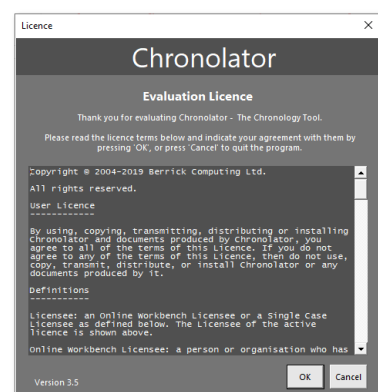 Licence
Chronolator
Evaluation Licence
Thank you for evaluating Chronolator - The Chronology Tool.
Please read the licence terms below and indicate your agreement with them by
pressing 'OK', or press 'Cancel' to quit the program.
Copyright © 2004-2019 Berrick Computing Ltd.
All rights reserved.
User Licence
------------
By using, copying, transmitting, distributing or installing
Chronolator and documents produced by Chronolator, you
agree to all of the terms of this Licence. If you do not
agree to any of the terms of this Licence, then do not use,
copy, transmit, distribute, or install Chronolator or any
documents produced by it.
Definitions
-----------
Licensee: an Online Workbench Licensee or a Single Case
Licensee as defined below. The Licensee of the active
licence is shown above.
Online Workbench Licensee: a person or organisation who has
Version 3.5
OK
Cancel